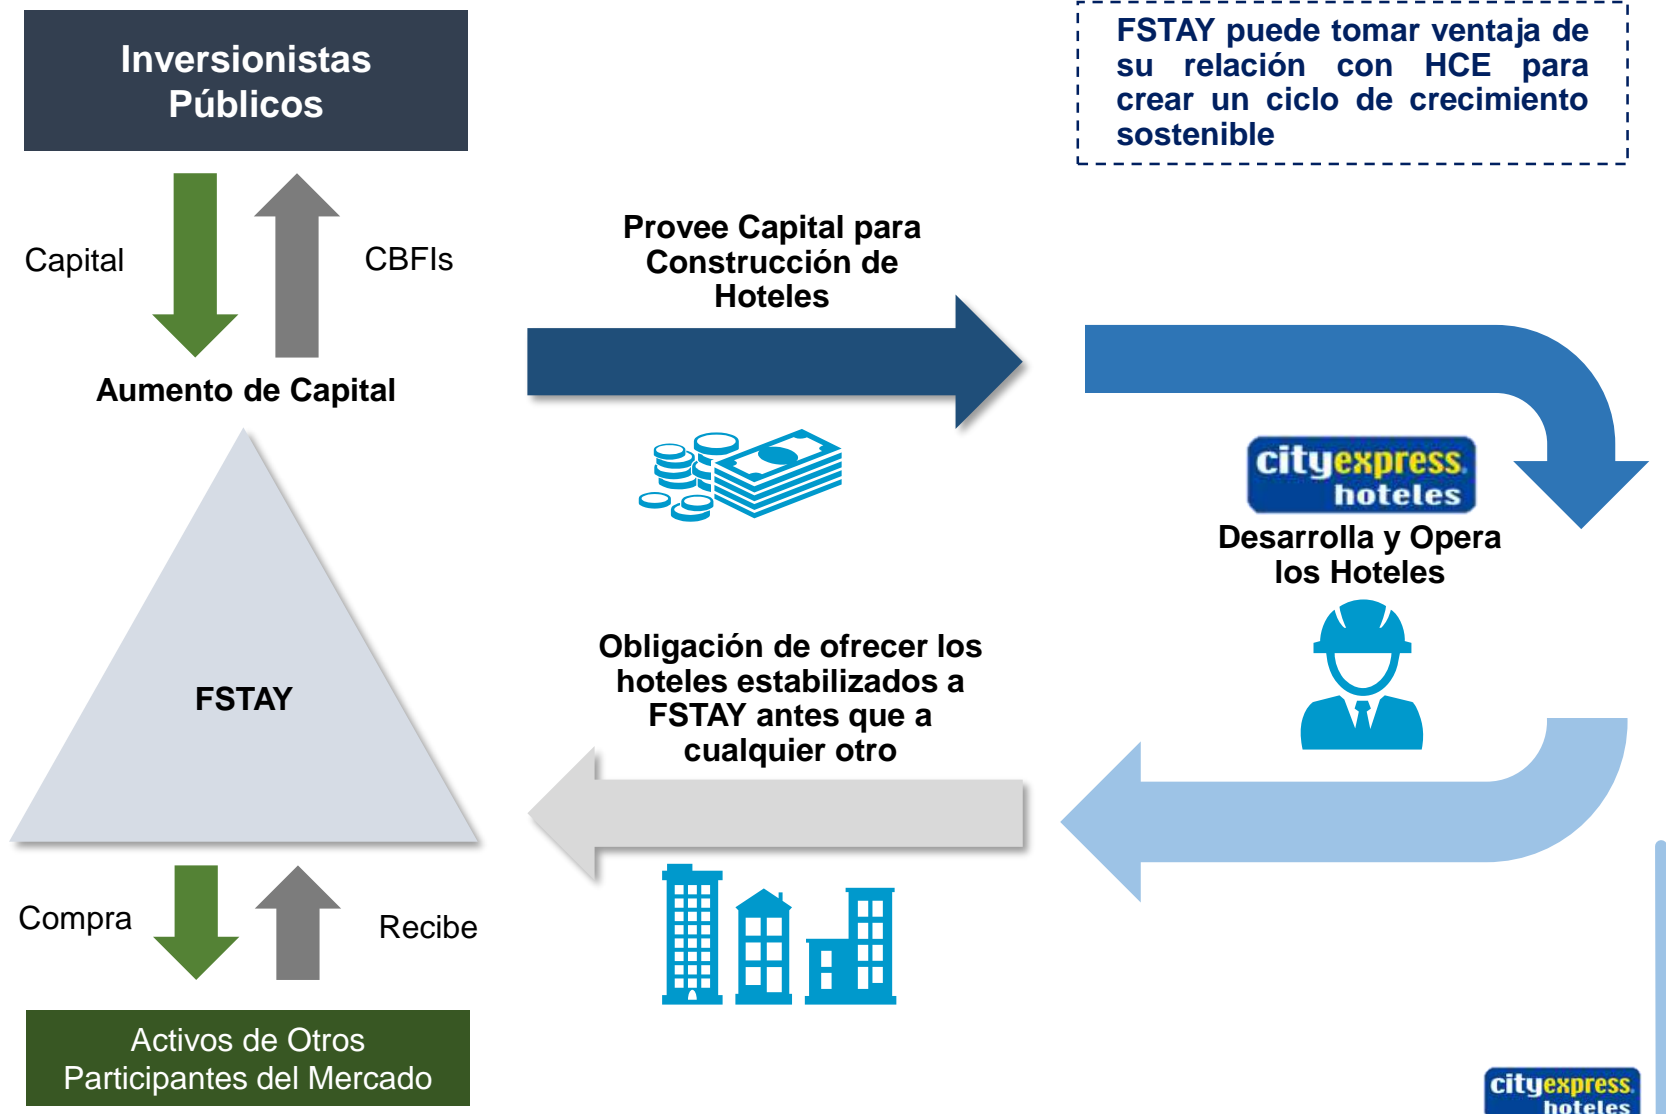 Inversionistas
Públicos
FSTAY puede tomar ventaja de
su relación con HCE para
crear un ciclo de crecimiento
sostenible
Capital
CBFIs
Aumento de Capital
Provee Capital para
Construcción de
Hoteles
cityexpress
hoteles
Desarrolla y Opera
los Hoteles
FSTAY
Obligación de ofrecer los
hoteles estabilizados a
FSTAY antes que a
cualquier otro
Compra
Recibe
Activos de Otros
Participantes del Mercado
cityexpress
hoteles